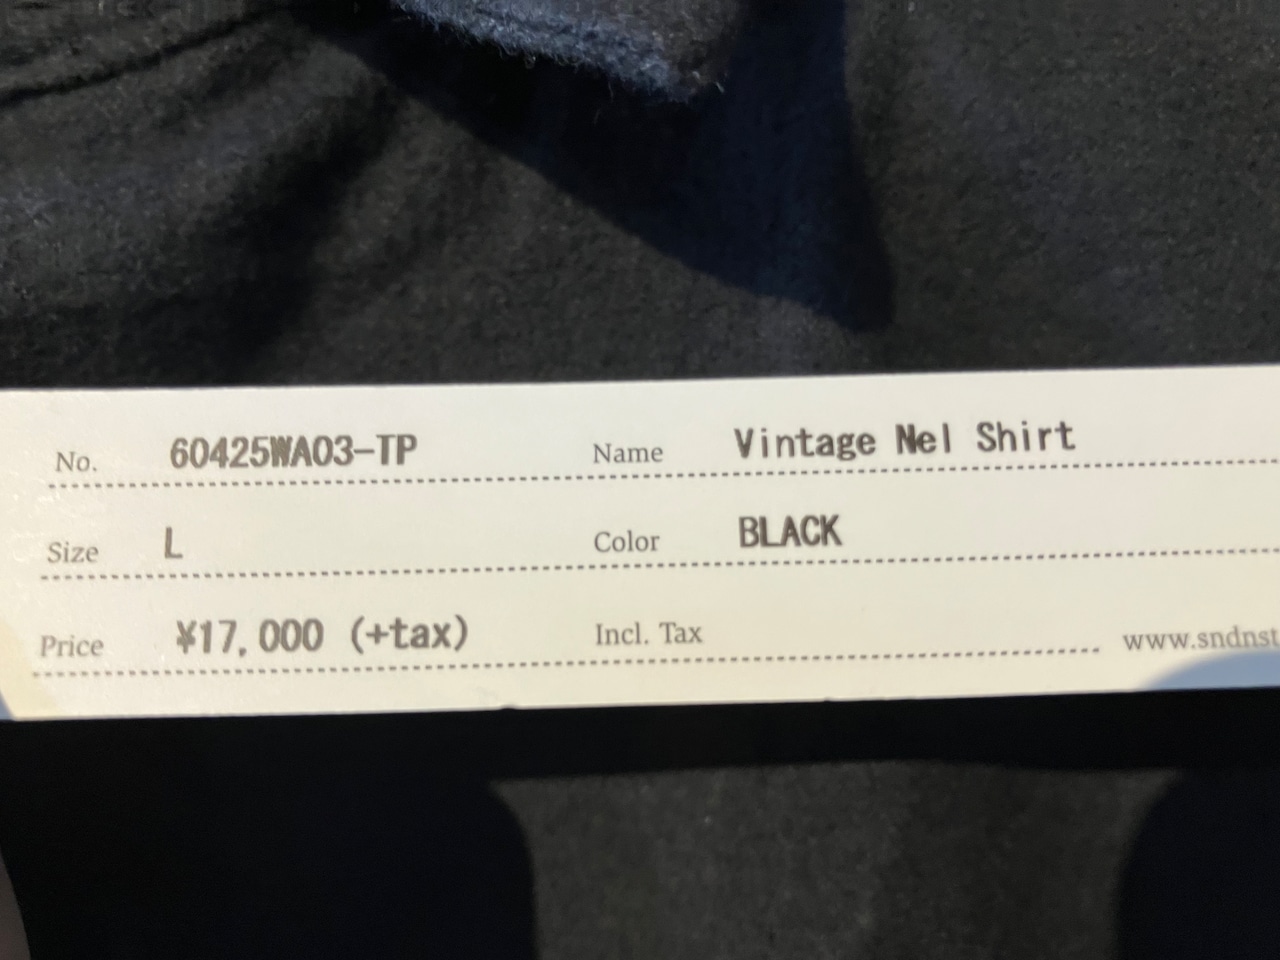 No. 60425WA03-TP Name Vintage Nel Shirt
Size L Color BLACK
Price ¥17,000 (+tax) Incl. Tax www.sndnst